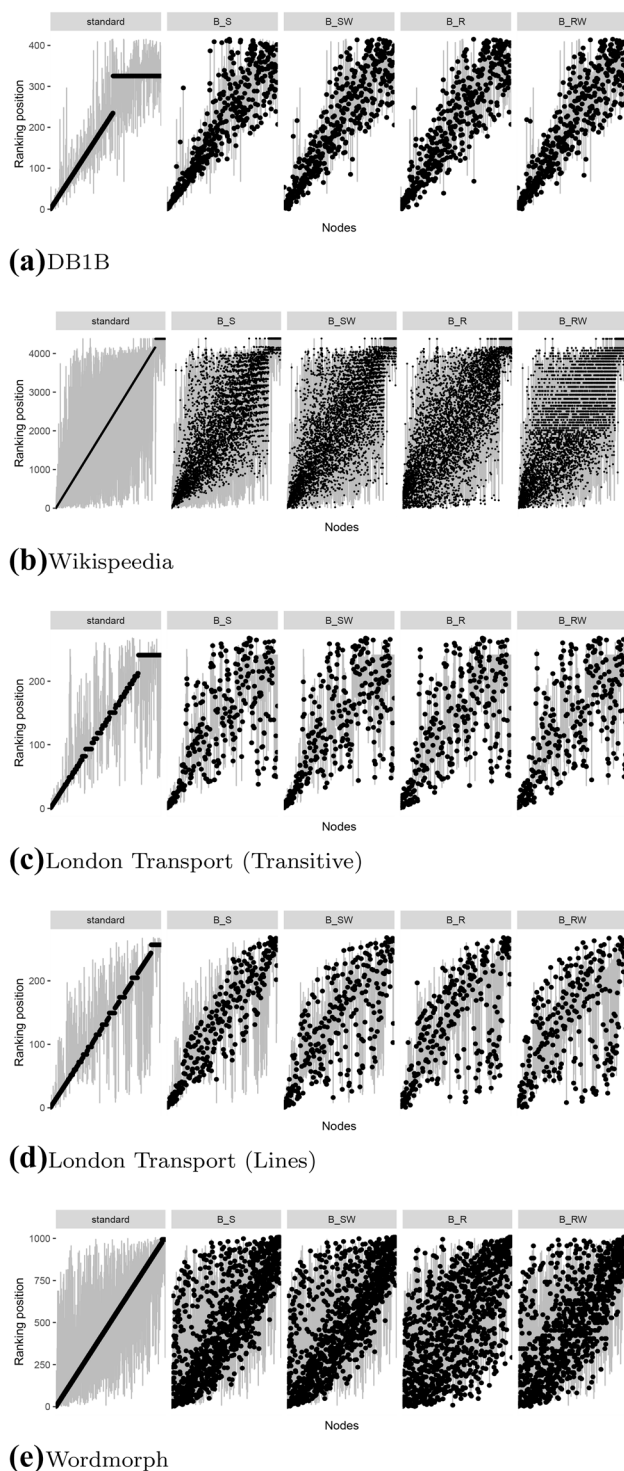 standard B_S B_SW B_R B_RW
Ranking position
400
300
200
100
0
Nodes
(a)DB1B
standard B_S B_SW B_R B_RW
Ranking position
4000
3000
2000
1000
0
Nodes
(b)Wikispeedia
standard B_S B_SW B_R B_RW
Ranking position
200
100
0
Nodes
(c)London Transport (Transitive)
standard B_S B_SW B_R B_RW
Ranking position
200
100
0
Nodes
(d)London Transport (Lines)
standard B_S B_SW B_R B_RW
Ranking position
1000
750
500
250
0
Nodes
(e)Wordmorph